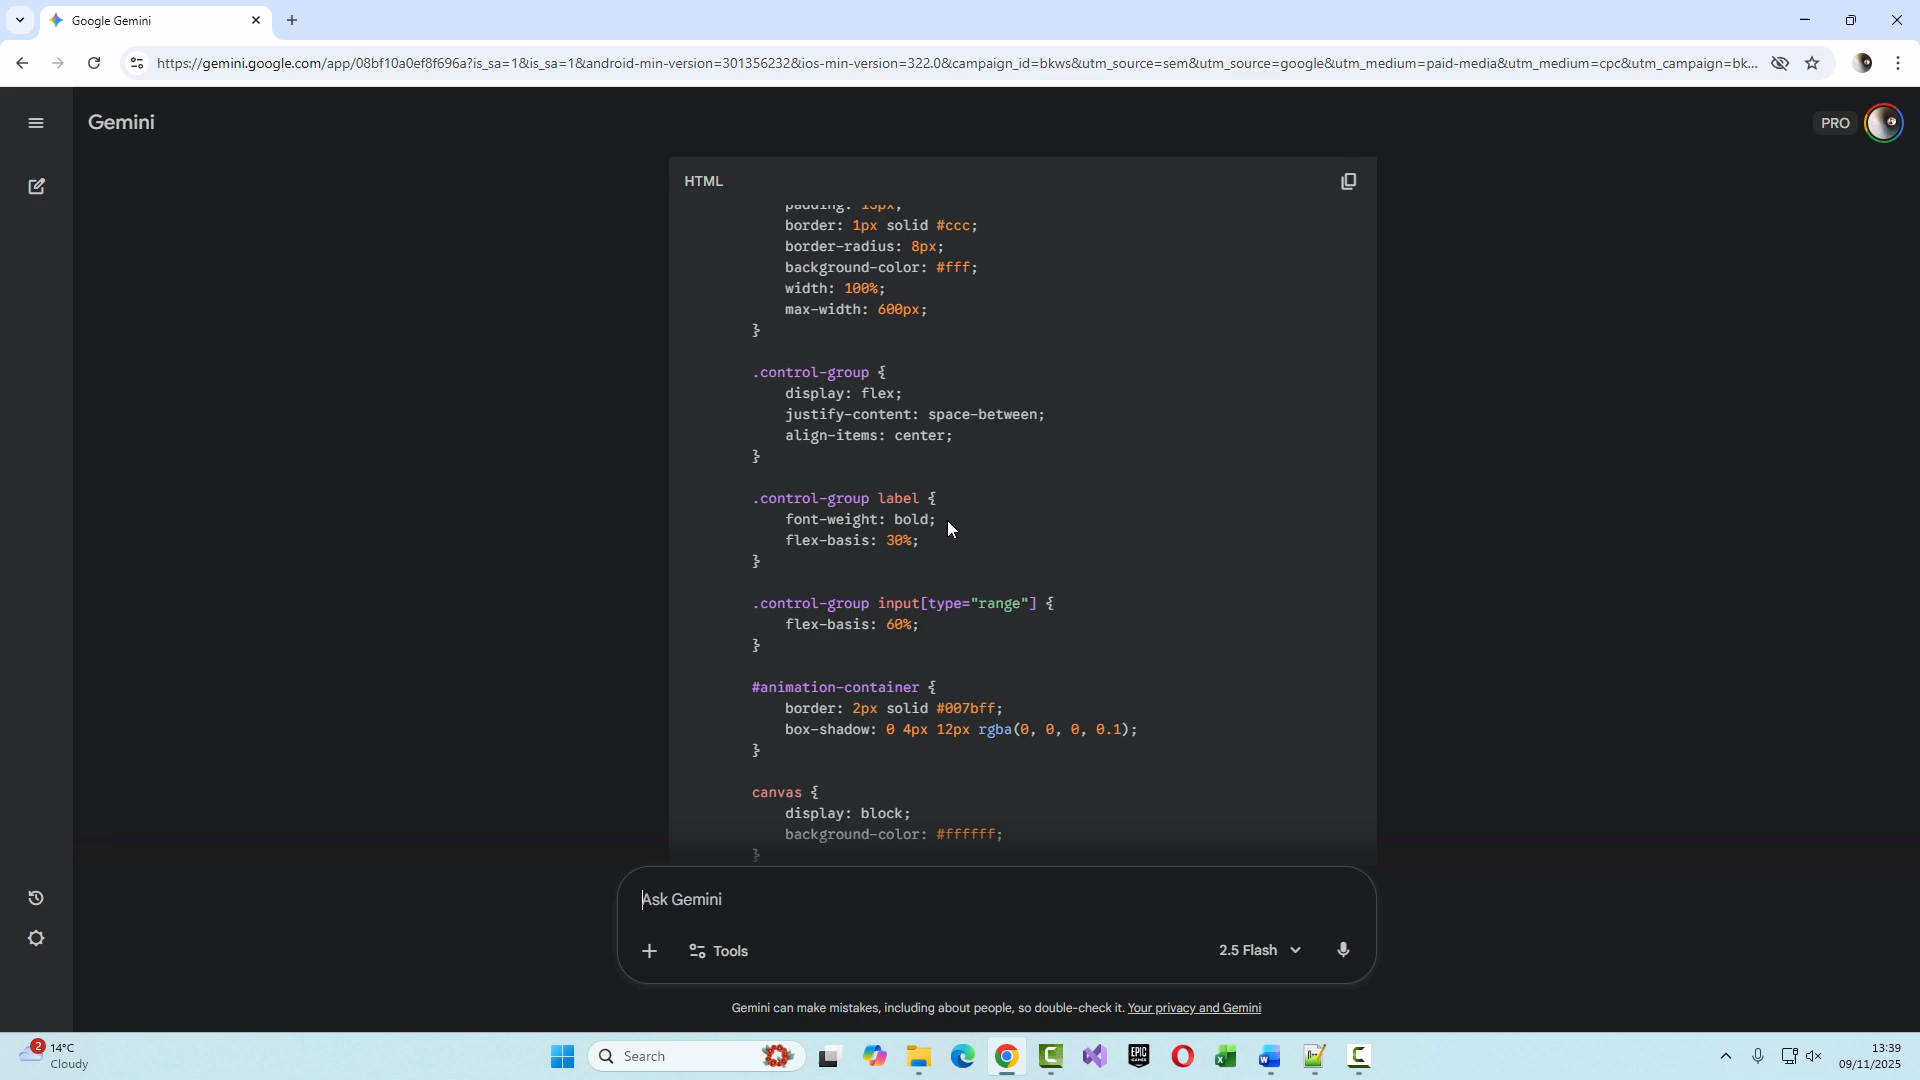 Google Gemini
https://gemini.google.com/app/08bf10a0ef8f696a?is_sa=1&is_sa=1&android-min-version=301356232&ios-min-version=322.0&campaign_id=bkws&utm_source=sem&utm_source=google&utm_medium=paid-media&utm_medium=cpc&utm_campaign=bk...
Gemini
PRO
HTML
padding: 15px;
border: 1px solid #ccc;
border-radius: 8px;
background-color: #fff;
width: 100%;
max-width: 600px;
}
.control-group {
display: flex;
justify-content: space-between;
align-items: center;
}
.control-group label {
font-weight: bold;
flex-basis: 30%;
}
.control-group input[type="range"] {
flex-basis: 60%;
}
#animation-container {
border: 2px solid #007bff;
box-shadow: 0 4px 12px rgba(0, 0, 0, 0.1);
}
canvas {
display: block;
background-color: #ffffff;
}
Ask Gemini
Tools
2.5 Flash
Gemini can make mistakes, including about people, so double-check it. Your privacy and Gemini
2
14°C
Cloudy
Search
EPIC GAMES
13:39
09/11/2025